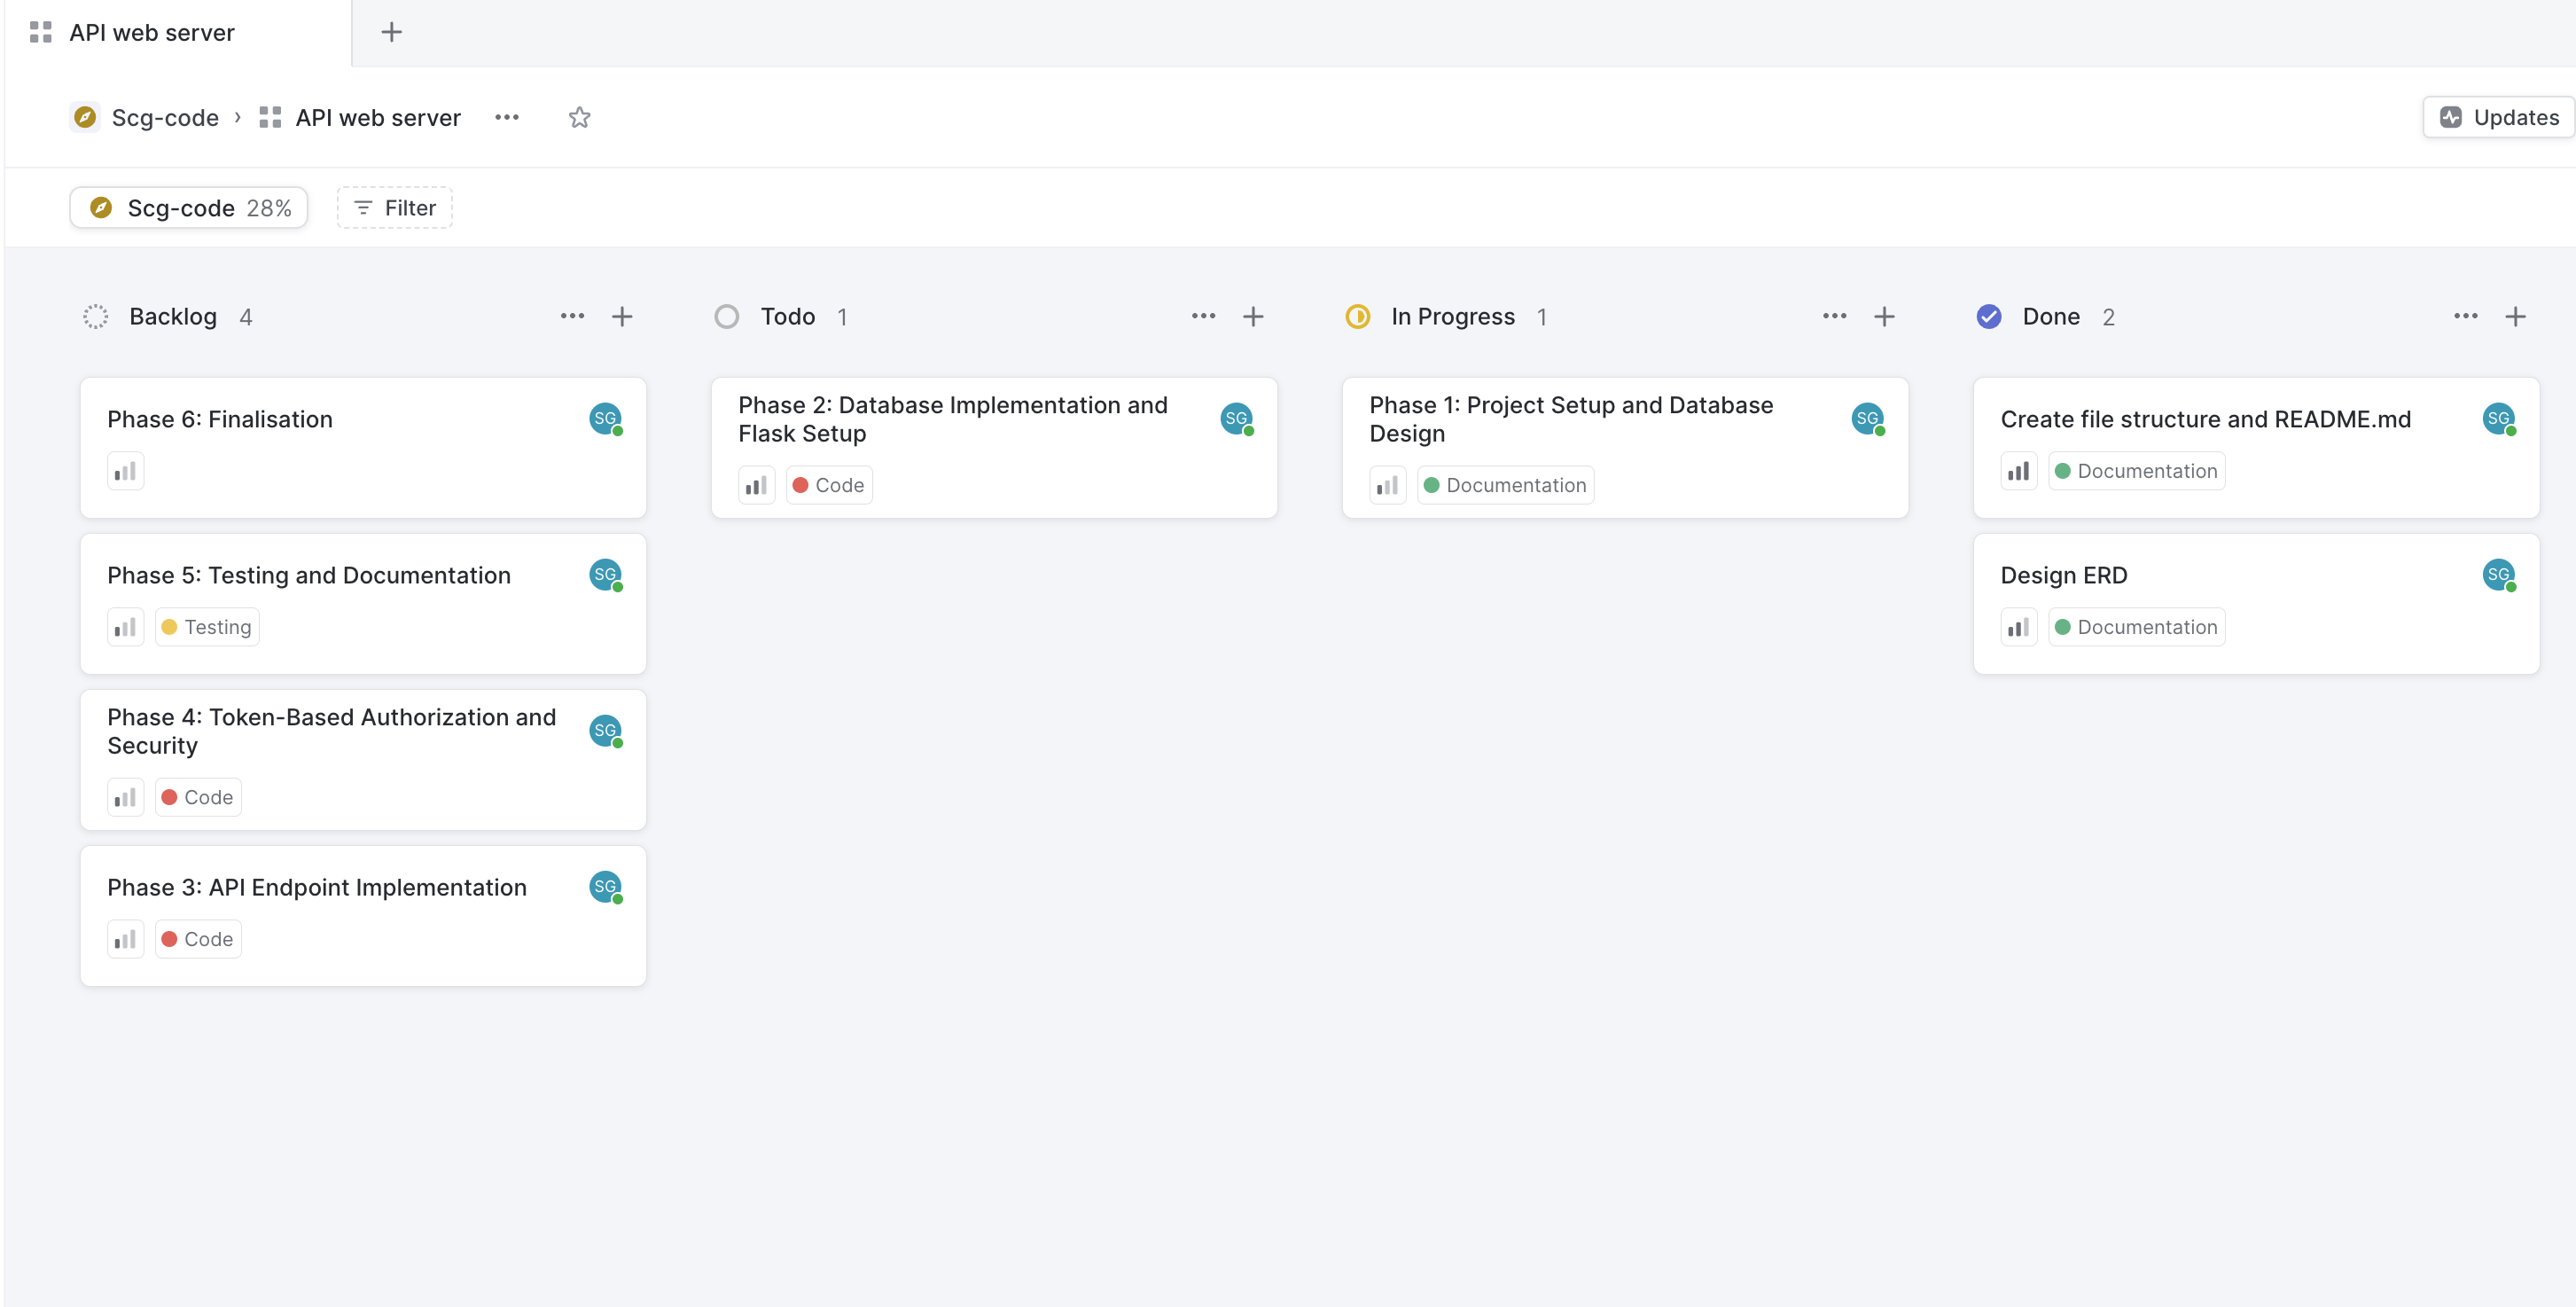 API web server
Scg-code › API web server
Updates
Scg-code 28%
Filter
Backlog 4
Phase 6: Finalisation
SG
Phase 5: Testing and Documentation
SG
Testing
Phase 4: Token-Based Authorization and
Security
SG
Code
Phase 3: API Endpoint Implementation
SG
Code
Todo 1
Phase 2: Database Implementation and
Flask Setup
SG
Code
In Progress 1
Phase 1: Project Setup and Database
Design
SG
Documentation
Done 2
Create file structure and README.md
SG
Documentation
Design ERD
SG
Documentation